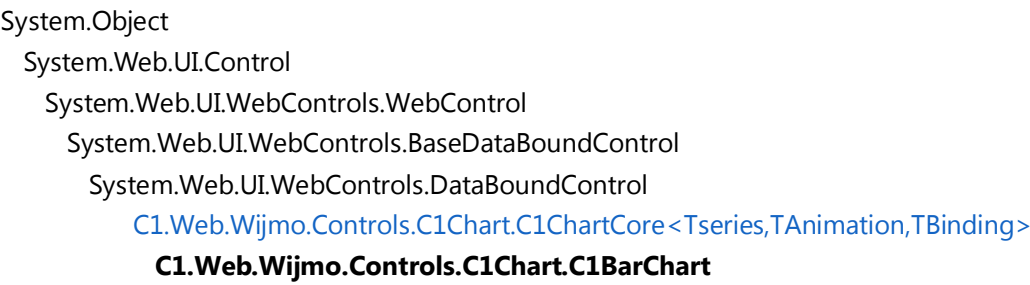 System.Object
System.Web.UI.Control
System.Web.UI.WebControls.WebControl
System.Web.UI.WebControls.BaseDataBoundControl
System.Web.UI.WebControls.DataBoundControl
C1.Web.Wijmo.Controls.C1Chart.C1ChartCore<Tseries,TAnimation,TBinding>
C1.Web.Wijmo.Controls.C1Chart.C1BarChart